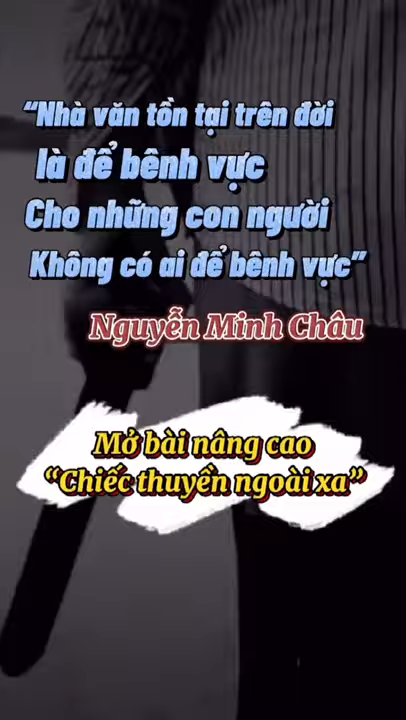 “Nhà văn tồn tại trên đời
là để bênh vực
Cho những con người
Không có ai để bênh vực”
Nguyễn Minh Châu
Mở bài nâng cao
“Chiếc thuyền ngoài xa”